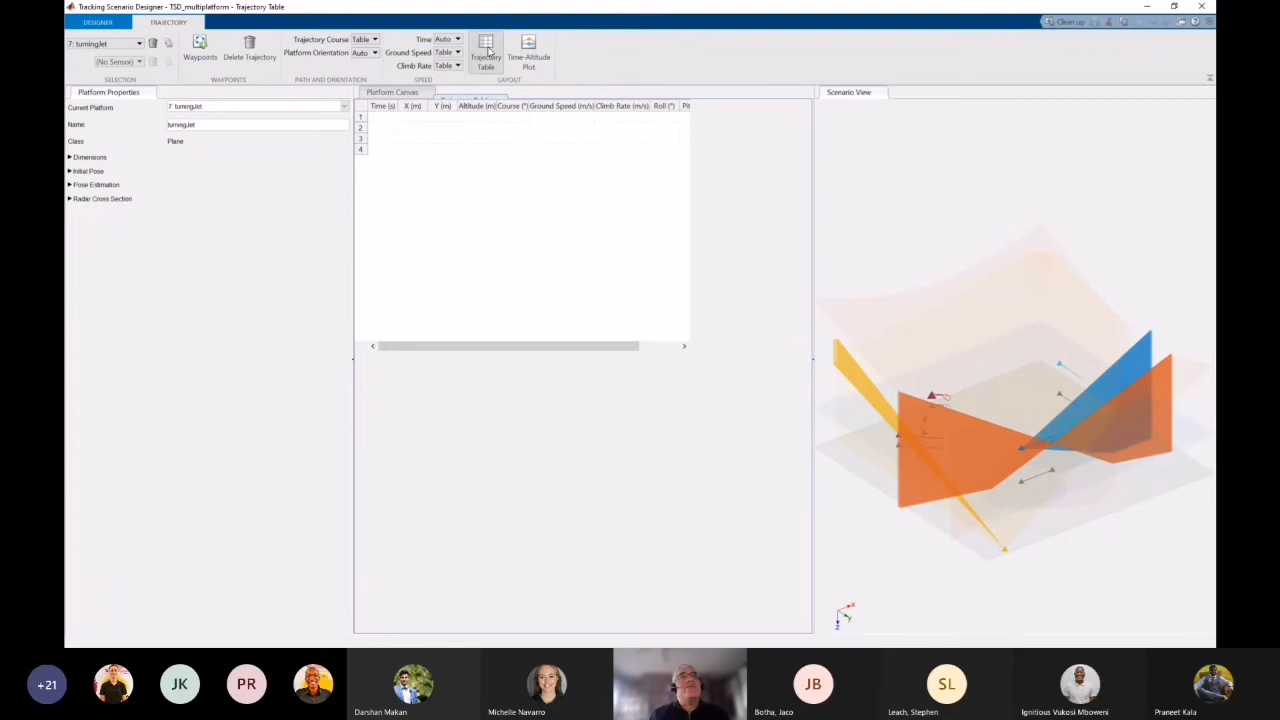 Tracking Scenario Designer - TSD_multiplatform - Trajectory Table
DESIGNER
TRAJECTORY
Clean up
7: turningJet
(No Sensor)
SELECTION
Waypoints
Delete Trajectory
WAYPOINTS
Trajectory Course Table
Platform Orientation Auto
PATH AND ORIENTATION
Time Auto
Ground Speed Table
Climb Rate Table
SPEED
Trajectory
Table
Time-Altitude
Plot
LAYOUT
Platform Properties
Platform Canvas
Scenario View
Current Platform 7: turningJet
Name turningJet
Class Plane
Dimensions
Initial Pose
Pose Estimation
Radar Cross Section
Time (s) X (m) Y (m) Altitude (m) Course (°) Ground Speed (m/s) Climb Rate (m/s) Roll (°) Pit
1
2
3
4
X
Y
Z
+21
JK
PR
Darshan Makan
Michelle Navarro
JB
Botha, Jaco
SL
Leach, Stephen
Ignitious Vukosi Mboweni
Praneet Kala